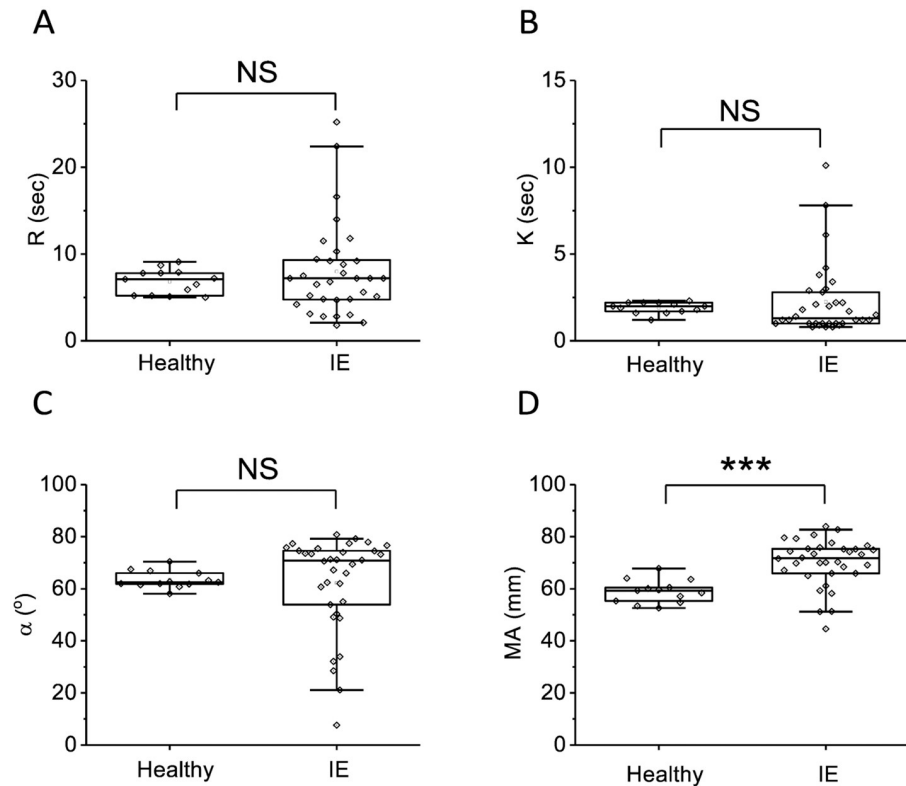 A
B
NS
NS
30
20
10
0
R (sec)
Healthy
IE
15
10
5
0
K (sec)
Healthy
IE
C
D
NS
***
100
80
60
40
20
0
α (º)
Healthy
IE
100
80
60
40
20
0
MA (mm)
Healthy
IE